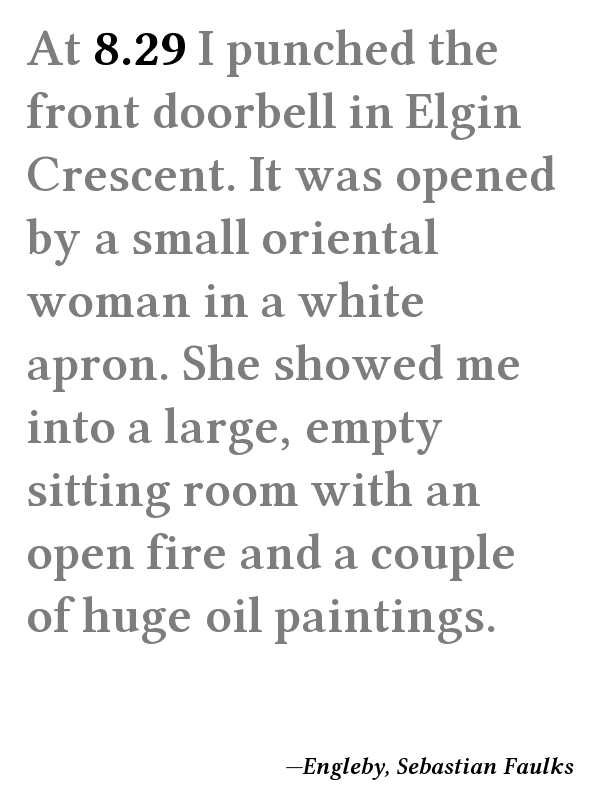 At 8.29 I punched the
front doorbell in Elgin
Crescent. It was opened
by a small oriental
woman in a white
apron. She showed me
into a large, empty
sitting room with an
open fire and a couple
of huge oil paintings.
—Engleby, Sebastian Faulks